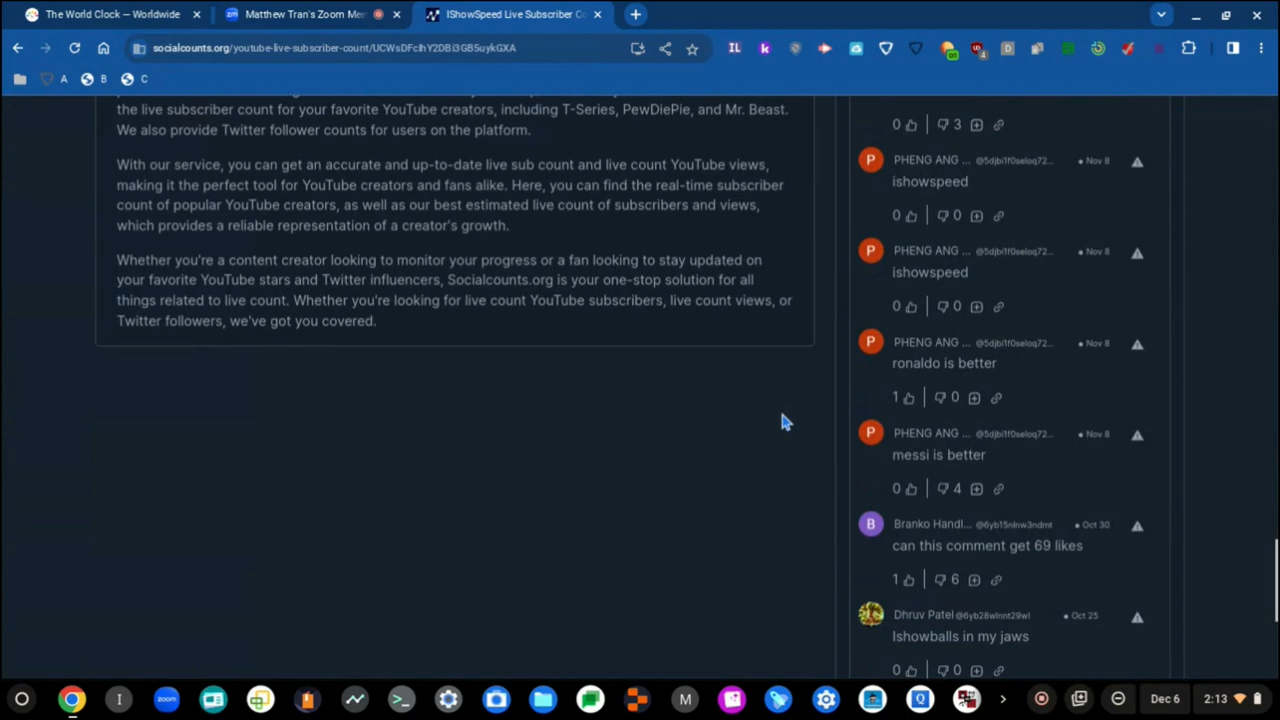 The World Clock — Worldwide
Matthew Tran's Zoom Me
IShowSpeed Live Subscriber C
socialcounts.org/youtube-live-subscriber-count/UCWsDFcIhY2DBi3GB5uykGXA
A
B
C
the live subscriber count for your favorite YouTube creators, including T-Series, PewDiePie, and Mr. Beast.
We also provide Twitter follower counts for users on the platform.
With our service, you can get an accurate and up-to-date live sub count and live count YouTube views,
making it the perfect tool for YouTube creators and fans alike. Here, you can find the real-time subscriber
count of popular YouTube creators, as well as our best estimated live count of subscribers and views,
which provides a reliable representation of a creator's growth.
Whether you're a content creator looking to monitor your progress or a fan looking to stay updated on
your favorite YouTube stars and Twitter influencers, Socialcounts.org is your one-stop solution for all
things related to live count. Whether you're looking for live count YouTube subscribers, live count views, or
Twitter followers, we've got you covered.
0 3
P PHENG ANG ... @5djbi1f0seloq72... • Nov 8
ishowspeed
0 0
P PHENG ANG ... @5djbi1f0seloq72... • Nov 8
ishowspeed
0 0
P PHENG ANG ... @5djbi1f0seloq72... • Nov 8
ronaldo is better
1 0
P PHENG ANG ... @5djbi1f0seloq72... • Nov 8
messi is better
0 4
B Branko Handl... @6yb15nlnw3ndmt • Oct 30
can this comment get 69 likes
1 6
Dhruv Patel @6yb28wlnnt29wl • Oct 25
Ishowballs in my jaws
0 0
Dec 6
2:13